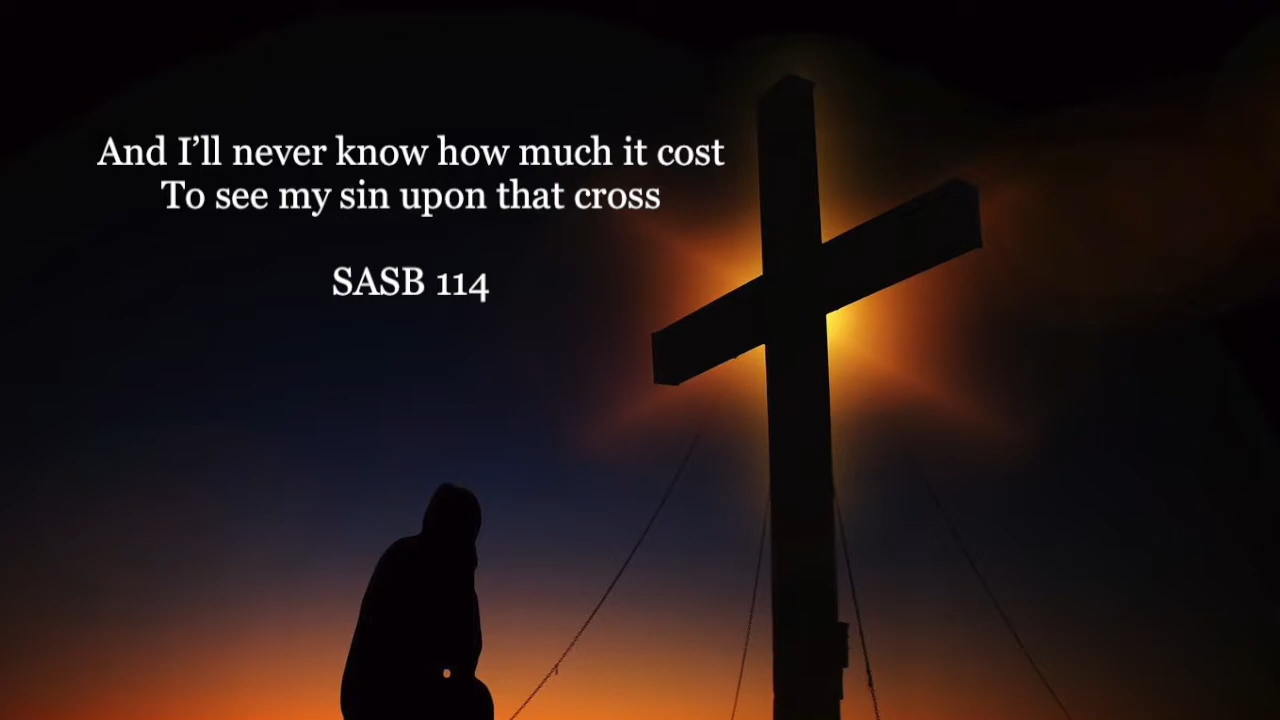 And I’ll never know how much it cost
To see my sin upon that cross
SASB 114